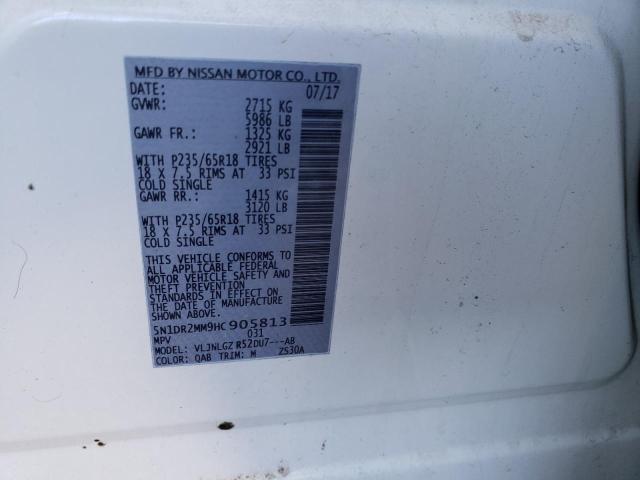 MFD BY NISSAN MOTOR CO., LTD.
DATE: 07/17
GVWR: 2715 KG
5986 LB
GAWR FR.: 1325 KG
2921 LB
WITH P235/65R18 TIRES
18 X 7.5 RIMS AT 33 PSI
COLD SINGLE
GAWR RR.: 1415 KG
3120 LB
WITH P235/65R18 TIRES
18 X 7.5 RIMS AT 33 PSI
COLD SINGLE
THIS VEHICLE CONFORMS TO
ALL APPLICABLE FEDERAL
MOTOR VEHICLE SAFETY AND
THEFT PREVENTION
STANDARDS IN EFFECT ON
THE DATE OF MANUFACTURE
SHOWN ABOVE.
5N1DR2MM9HC905813
MPV 031
VLJNLGZ R52DU7---AB
COLOR: QAB TRIM: M ZS30A